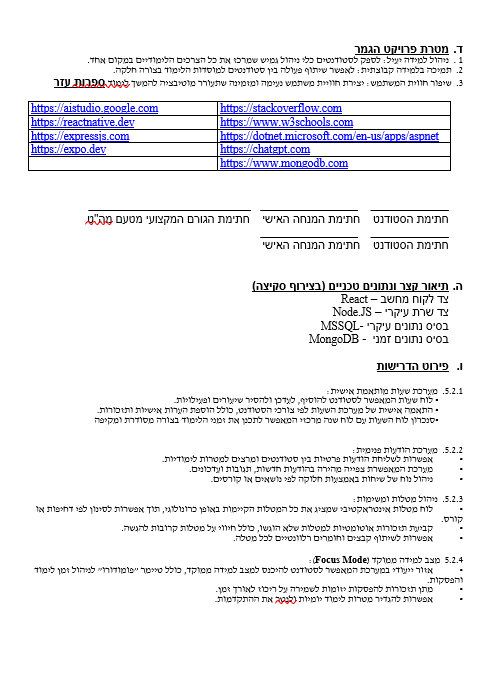 ד. מטרת פרויקט הגמר
1. ניהול למידה יעיל: לספק לסטודנטים כלי ניהול גמיש שמרכז את כל הצרכים הלימודיים במקום אחד.
2. תמיכה בלמידה קבוצתית: לאפשר שיתוף פעולה בין סטודנטים למוסדות הלימוד בצורה חלקה.
3. שיפור חווית המשתמש: יצירת חוויית משתמש נעימה ומזמינה שתעורר מוטיבציה להמשך לימוד. ספרות עזר
https://aistudio.google.com https://stackoverflow.com
https://reactnative.dev https://www.w3schools.com
https://expressjs.com https://dotnet.microsoft.com/en-us/apps/aspnet
https://expo.dev https://chatgpt.com
https://www.mongodb.com
חתימת הסטודנט חתימת המנחה האישי חתימת הגורם המקצועי מטעם מה"ט
חתימת הסטודנט חתימת המנחה האישי
ה. תיאור קצר ונתונים טכניים (בצירוף סקיצה)
צד לקוח מחשב – React
צד שרת עיקרי – Node.JS
בסיס נתונים עיקרי -MSSQL
בסיס נתונים זמני - MongoDB
ו. פירוט הדרישות
5.2.1. מערכת שעות מותאמת אישית:
• לוח שעות המאפשר לסטודנט להוסיף, לעדכן ולהסיר שיעורים ופעילויות.
• התאמה אישית של מערכת השעות לפי צורכי הסטודנט, כולל הוספת הערות אישיות ותזכורות.
•סנכרון לוח השעות עם לוח שנה מרכזי המאפשר לתכנן את זמני הלימוד בצורה מסודרת ומקיפה
5.2.2. מערכת הודעות פנימית:
• אפשרות לשליחת הודעות פרטיות בין סטודנטים ומרצים למטרות לימודיות.
• מערכת המאפשרת צפייה מהירה בהודעות חדשות, תגובות ועדכונים.
• ניהול נוח של שיחות באמצעות חלוקה לפי נושאים או קורסים.
5.2.3. ניהול מטלות ומשימות:
• לוח מטלות אינטראקטיבי שמציג את כל המטלות הקיימות באופן כרונולוגי, תוך אפשרות לסינון לפי דחיפות או
קורס.
• קביעת תזכורות אוטומטיות למטלות שלא הוגשו, כולל חיווי על מטלות קרובות להגשה.
• אפשרות לשיתוף קבצים וחומרים רלוונטיים לכל מטלה.
5.2.4. מצב למידה ממוקד (Focus Mode):
• אזור ייעודי במערכת המאפשר לסטודנט להיכנס למצב למידה ממוקד, כולל טיימר "פומודורו" לניהול זמן לימוד
והפסקות.
• מתן תזכורות להפסקות יזומות לשמירה על ריכוז לאורך זמן.
• אפשרות להגדיר מטרות לימוד יומיות ולנטר את ההתקדמות.